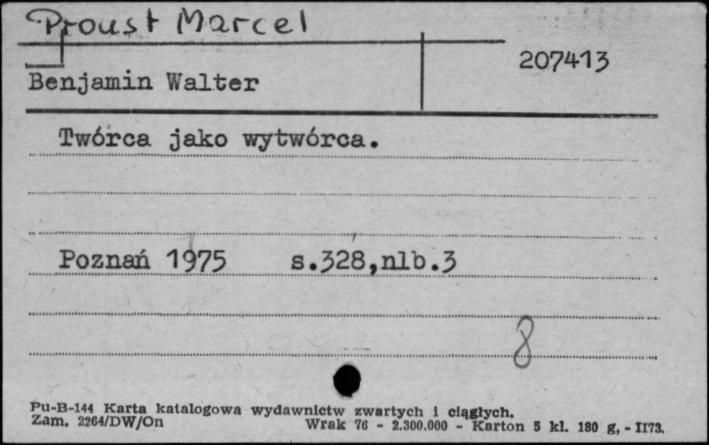 Proust Marcel
207413
Benjamin Walter
Twórca jako wytwórca.
Poznań 1975 s.328,nlb.3
8
Pu-B-144 Karta katalogowa wydawnictw zwartych i ciągłych.
Zam. 2264/DW/On Wrak 76 - 2.300.000 - Karton 5 kl. 180 g, - II73.